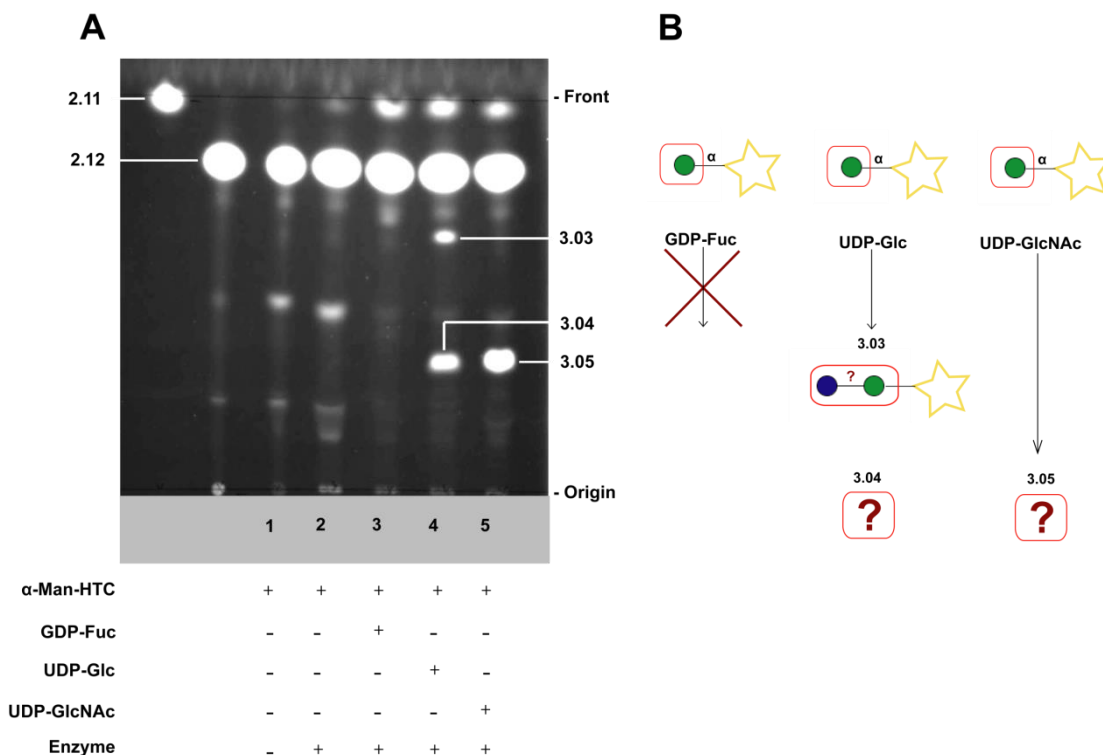 A
B
2.11
- Front
2.12
3.03
3.04
3.05
- Origin
1 2 3 4 5
α-Man-HTC + + + + +
GDP-Fuc - - + - -
UDP-Glc - - - + -
UDP-GlcNAc - - - - +
Enzyme - + + + +
α α α
GDP-Fuc UDP-Glc UDP-GlcNAc
3.03
?
3.04 3.05
? ?